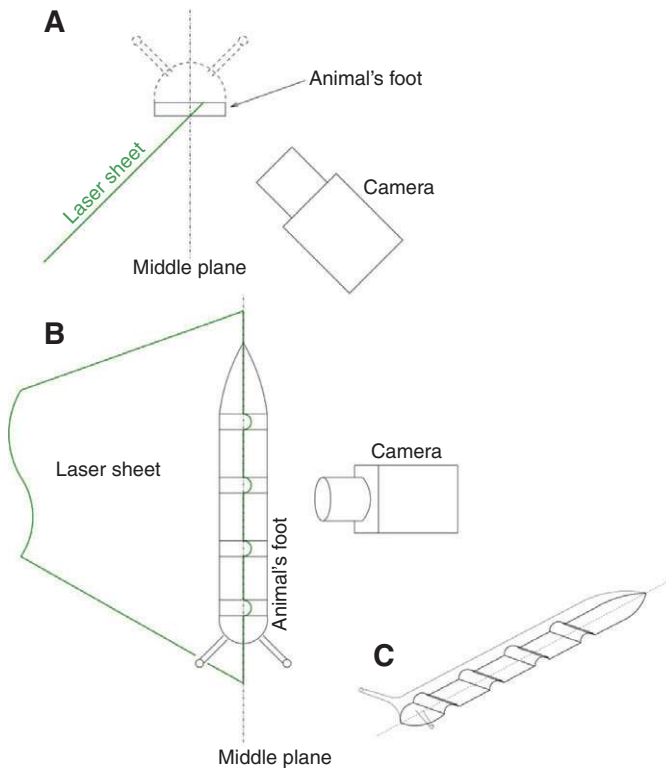 A
Animal's foot
Laser sheet
Camera
Middle plane
B
Laser sheet
Camera
Animal's foot
C
Middle plane